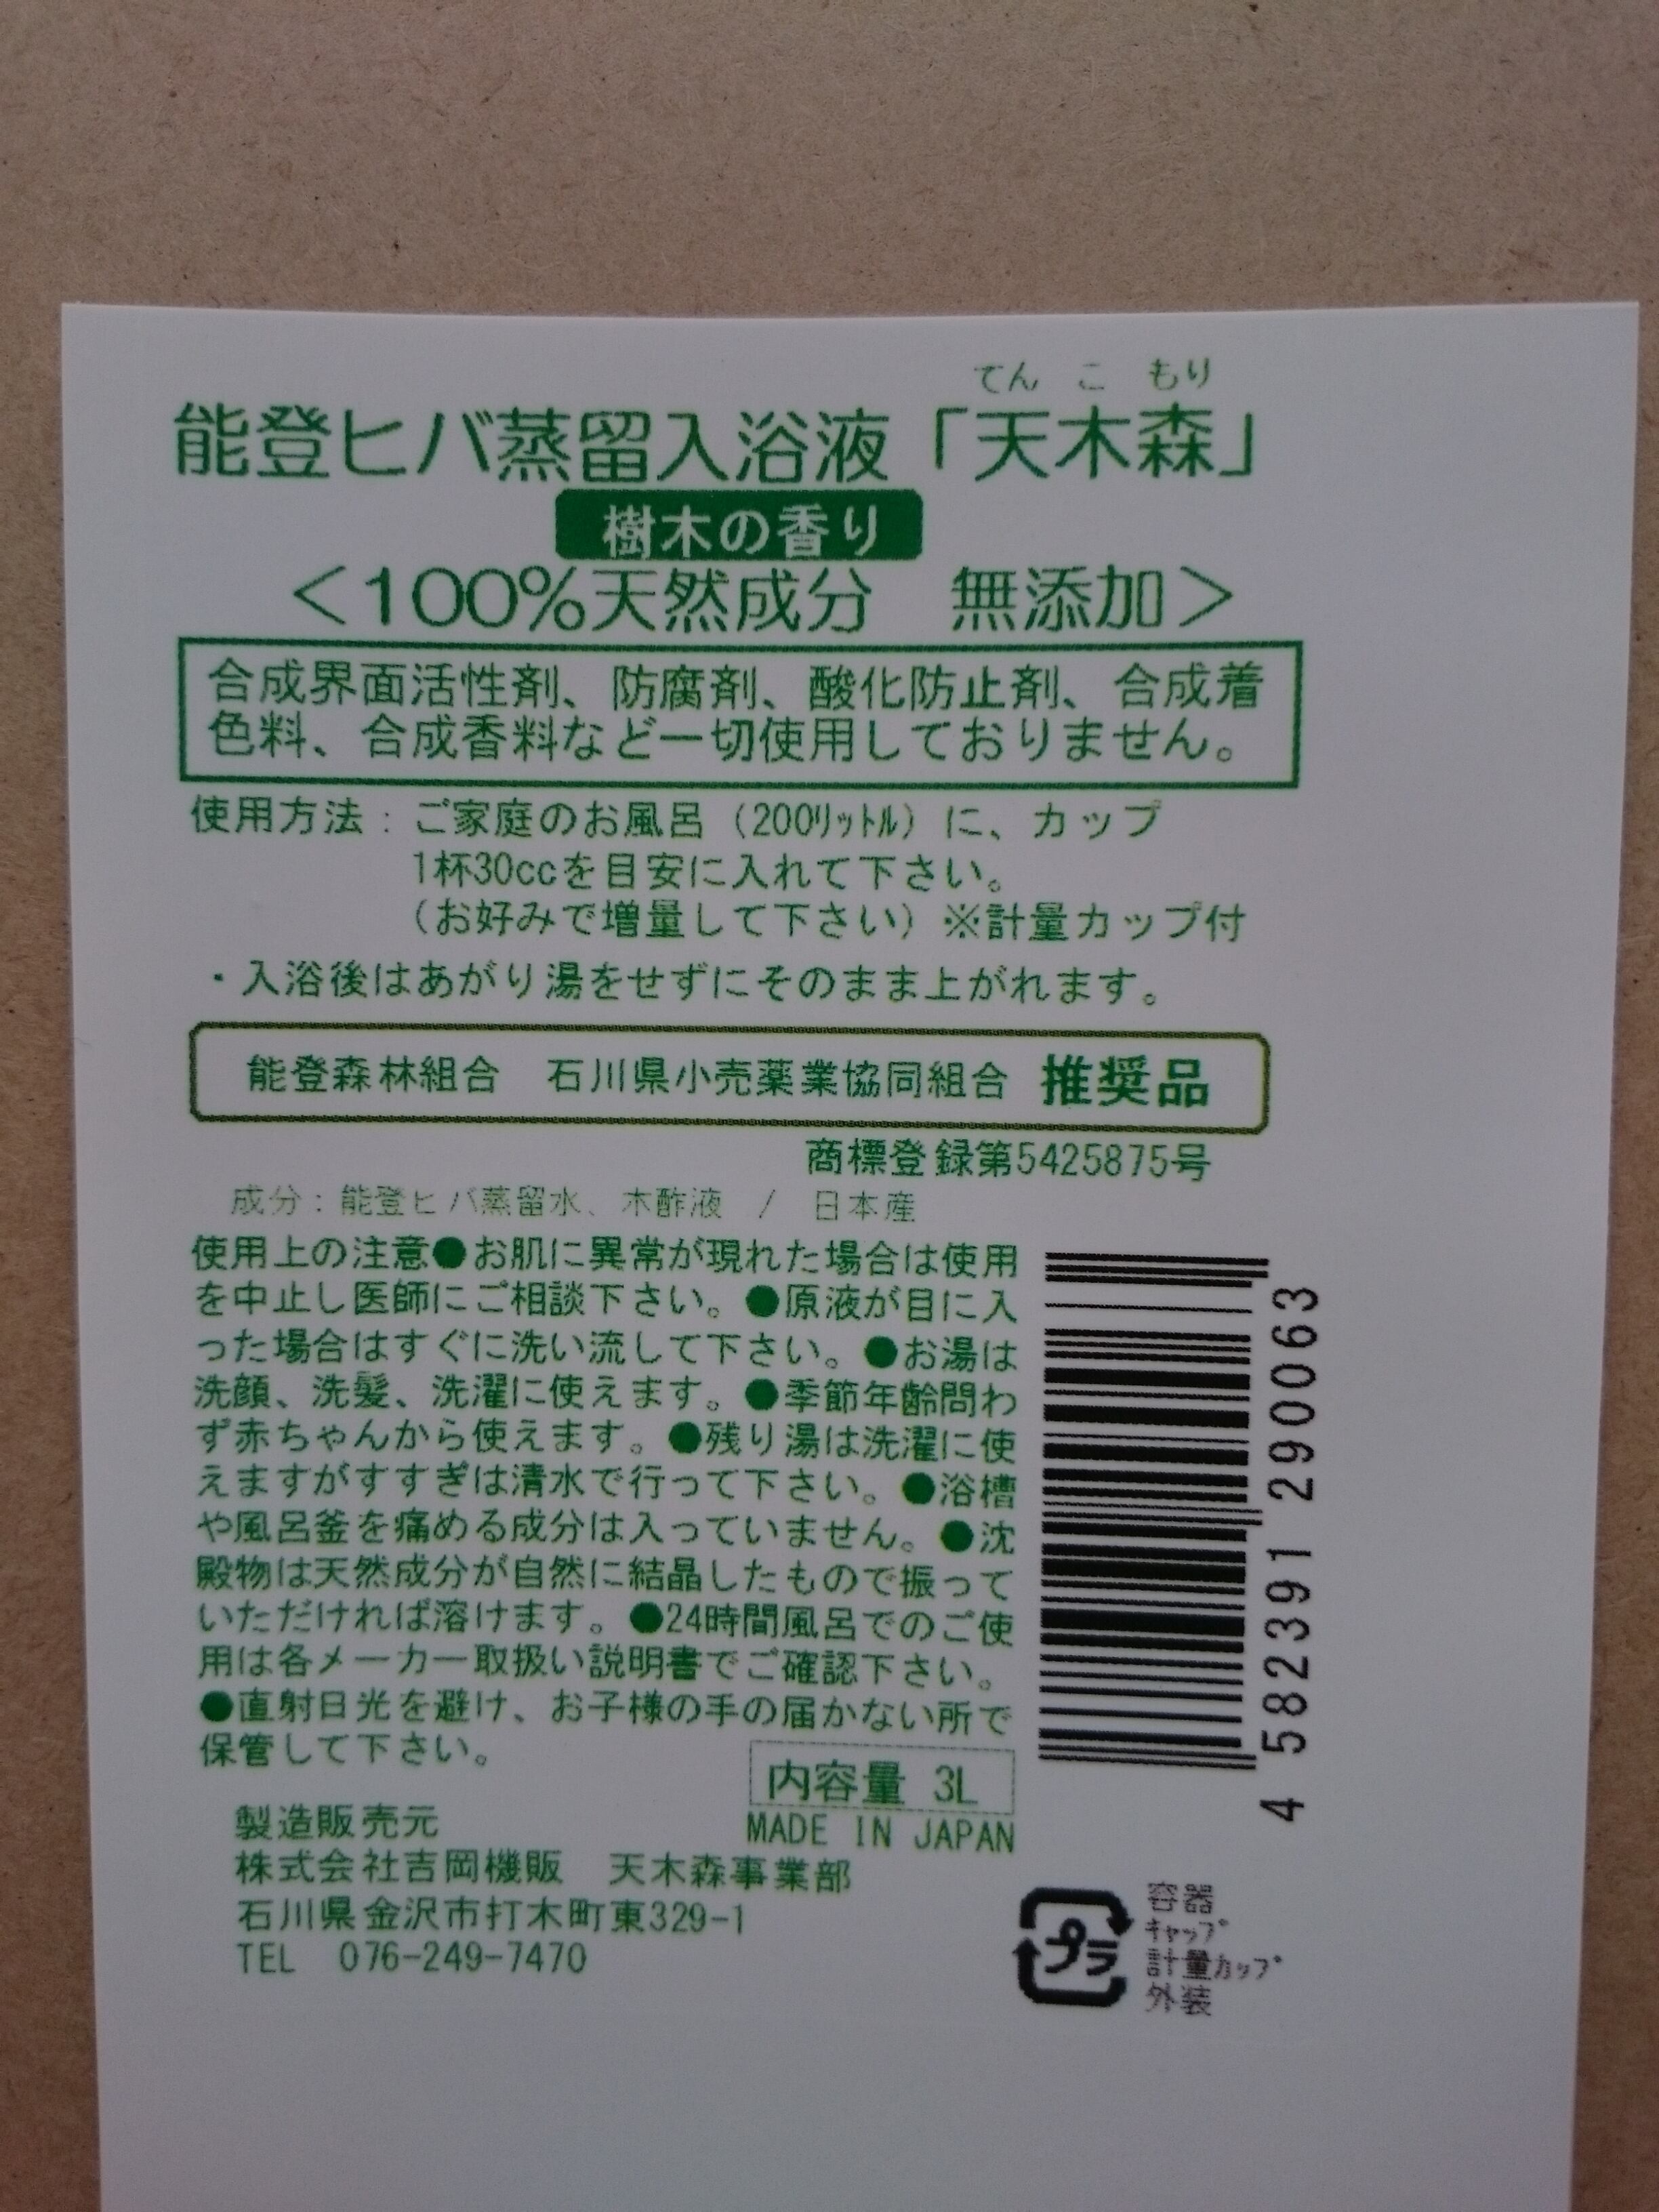 てん こ もり
能登ヒバ蒸留入浴液「天木森」
樹木の香り
＜100％天然成分　無添加＞
合成界面活性剤、防腐剤、酸化防止剤、合成着
色料、合成香料など一切使用しておりません。
使用方法：ご家庭のお風呂（200ﾘｯﾄﾙ）に、カップ
1杯30ccを目安に入れて下さい。
（お好みで増量して下さい）※計量カップ付
・入浴後はあがり湯をせずにそのまま上がれます。
能登森林組合　石川県小売薬業協同組合 推奨品
商標登録第5425875号
成分：能登ヒバ蒸留水、木酢液　/　日本産
使用上の注意●お肌に異常が現れた場合は使用
を中止し医師にご相談下さい。●原液が目に入
った場合はすぐに洗い流して下さい。●お湯は
洗顔、洗髪、洗濯に使えます。●季節年齢問わ
ず赤ちゃんから使えます。●残り湯は洗濯に使
えますがすすぎは清水で行って下さい。●浴槽
や風呂釜を痛める成分は入っていません。●沈
殿物は天然成分が自然に結晶したもので振って
いただければ溶けます。●24時間風呂でのご使
用は各メーカー取扱い説明書でご確認下さい。
●直射日光を避け、お子様の手の届かない所で
保管して下さい。
内容量 3L
MADE IN JAPAN
製造販売元
株式会社吉岡機販　天木森事業部
石川県金沢市打木町東329-1
TEL　076-249-7470
4 582391 290063
プラ
容器
ｷｬｯﾌﾟ
計量ｶｯﾌﾟ
外装